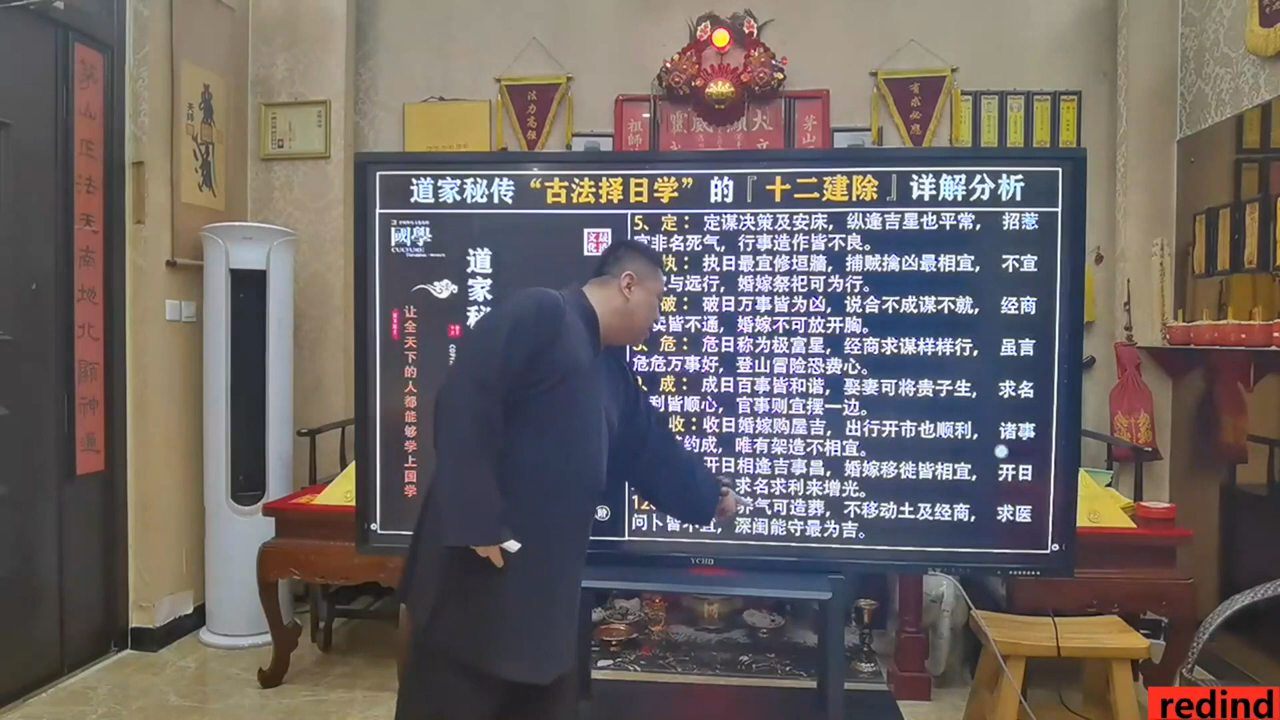 茅山正法天南地北顯神通
法力高強
有求必應
祖師
茅山
道家秘传“古法择日学”的『十二建除』详解分析
國學
道家秘
让全天下的人都能够学上国学
5、定：定谋决策及安床，纵逢吉星也平常，招惹
官非名死气，行事造作皆不良。
执：执日最宜修垣牆，捕贼擒凶最相宜，不宜
与远行，婚嫁祭祀可为行。
破：破日万事皆为凶，说合不成谋不就，经商
卖皆不通，婚嫁不可放开胸。
危：危日称为极富星，经商求谋样样行，虽言
危危万事好，登山冒险恐费心。
成：成日百事皆和谐，娶妻可将贵子生，求名
利皆顺心，官事则宜摆一边。
收：收日婚嫁购屋吉，出行开市也顺利，诸事
约成，唯有架造不相宜。
开日相逢吉事昌，婚嫁移徙皆相宜，开日
求名求利来增光。
12
气可造葬，不移动土及经商，求医
问卜皆不宜，深闺能守最为吉。
YCHD
redind